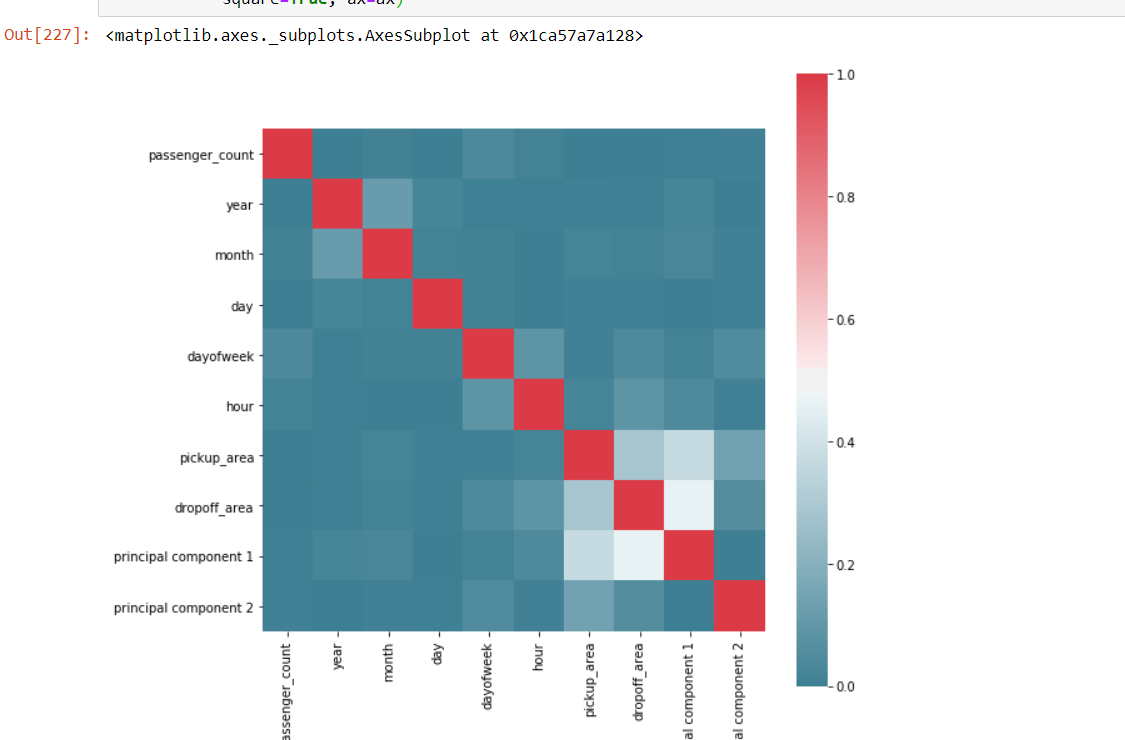 square=True, ax=ax)
Out[227]: <matplotlib.axes._subplots.AxesSubplot at 0x1ca57a7a128>
1.0
0.8
0.6
0.4
0.2
0.0
passenger_count
year
month
day
dayofweek
hour
pickup_area
dropoff_area
principal component 1
principal component 2
assenger_count
year
month
day
dayofweek
hour
pickup_area
dropoff_area
al component 1
al component 2